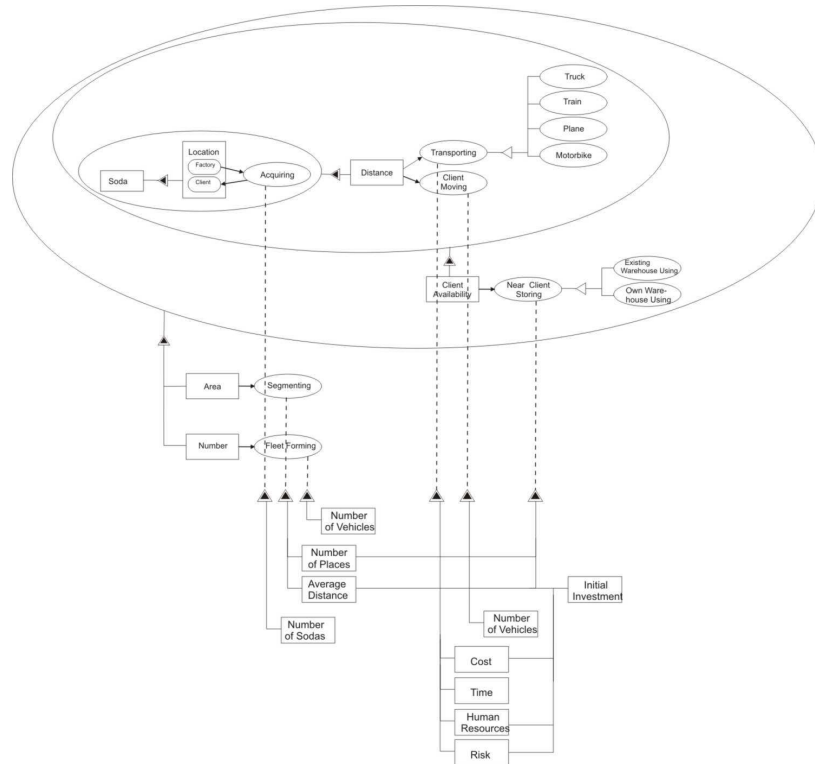 Truck
Train
Plane
Motorbike
Transporting
Client
Moving
Distance
Location
Factory
Client
Acquiring
Soda
Client
Availability
Near Client
Storing
Existing
Warehouse Using
Own Ware-
house Using
Area
Segmenting
Number
Fleet Forming
Number
of Vehicles
Number
of Places
Average
Distance
Initial
Investment
Number
of Sodas
Number
of Vehicles
Cost
Time
Human
Resources
Risk